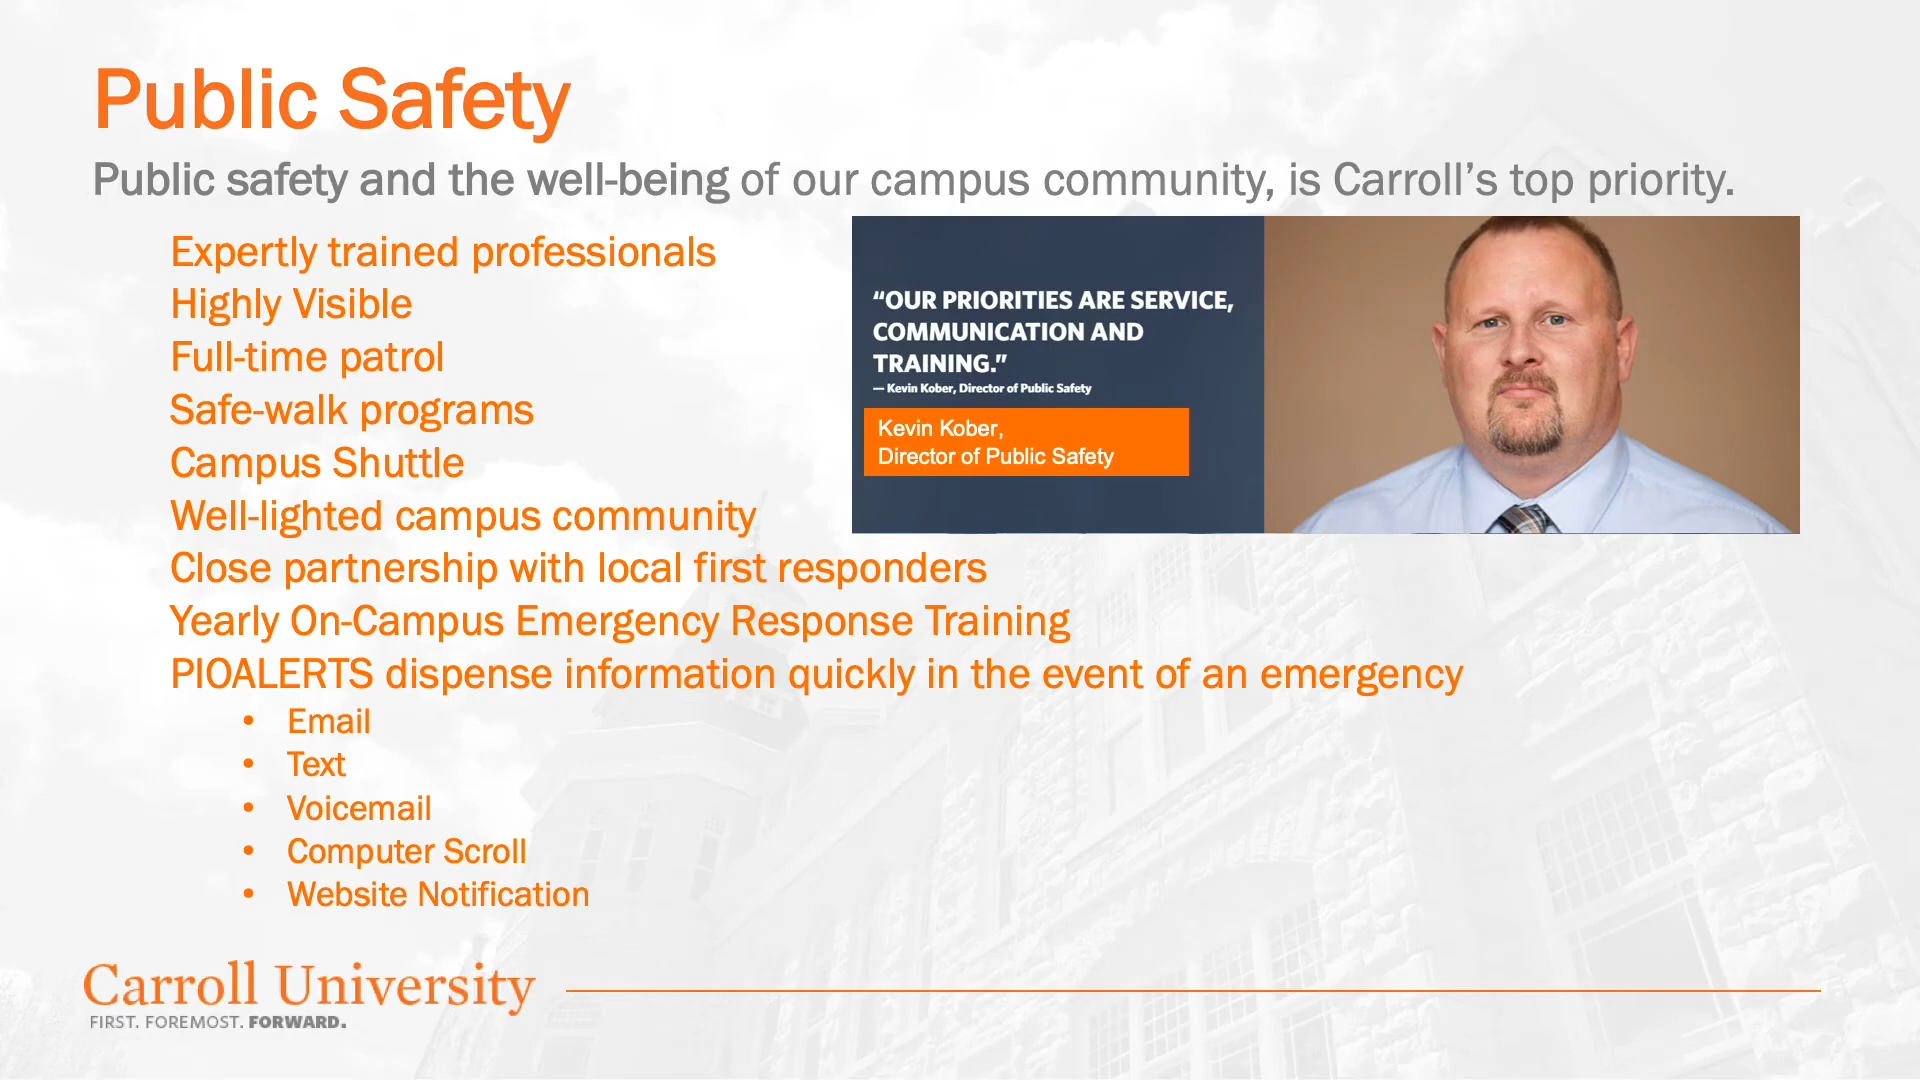 Public Safety
Public safety and the well-being of our campus community, is Carroll’s top priority.
Expertly trained professionals
Highly Visible
Full-time patrol
Safe-walk programs
Campus Shuttle
Well-lighted campus community
Close partnership with local first responders
Yearly On-Campus Emergency Response Training
PIOALERTS dispense information quickly in the event of an emergency
• Email
• Text
• Voicemail
• Computer Scroll
• Website Notification
“OUR PRIORITIES ARE SERVICE,
COMMUNICATION AND
TRAINING.”
— Kevin Kober, Director of Public Safety
Kevin Kober,
Director of Public Safety
Carroll University
FIRST. FOREMOST. FORWARD.